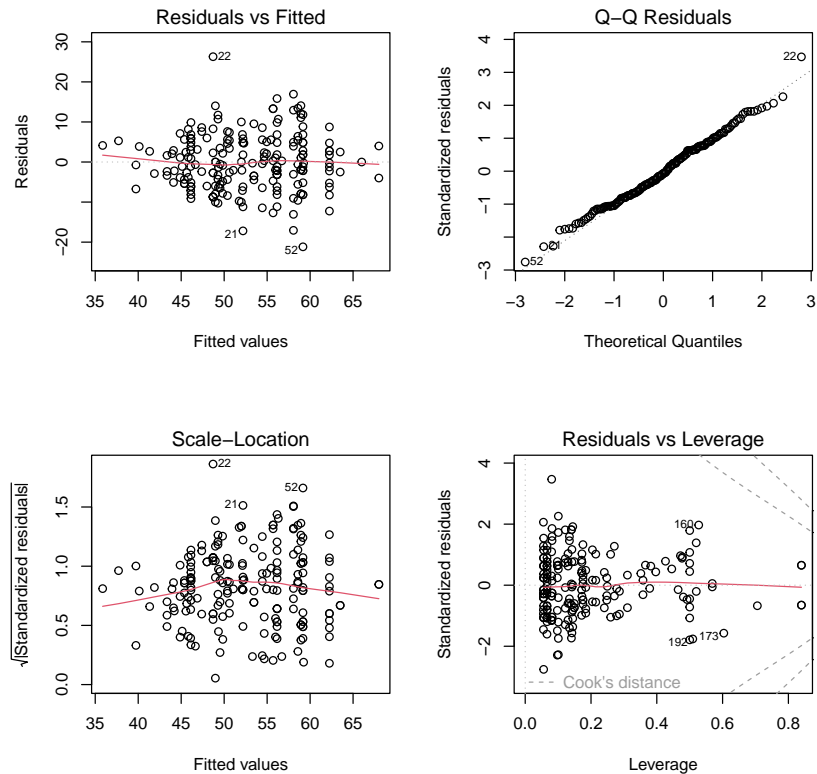 Residuals vs Fitted
Residuals
30
20
10
0
−20
22
21
52
35 40 45 50 55 60 65
Fitted values
Q−Q Residuals
Standardized residuals
4
3
2
1
0
−1
−3
22
21
52
−3 −2 −1 0 1 2 3
Theoretical Quantiles
Scale−Location
√|Standardized residuals|
1.5
1.0
0.5
0.0
22
52
21
35 40 45 50 55 60 65
Fitted values
Residuals vs Leverage
Standardized residuals
4
2
0
−2
160
192
173
Cook's distance
0.0 0.2 0.4 0.6 0.8
Leverage